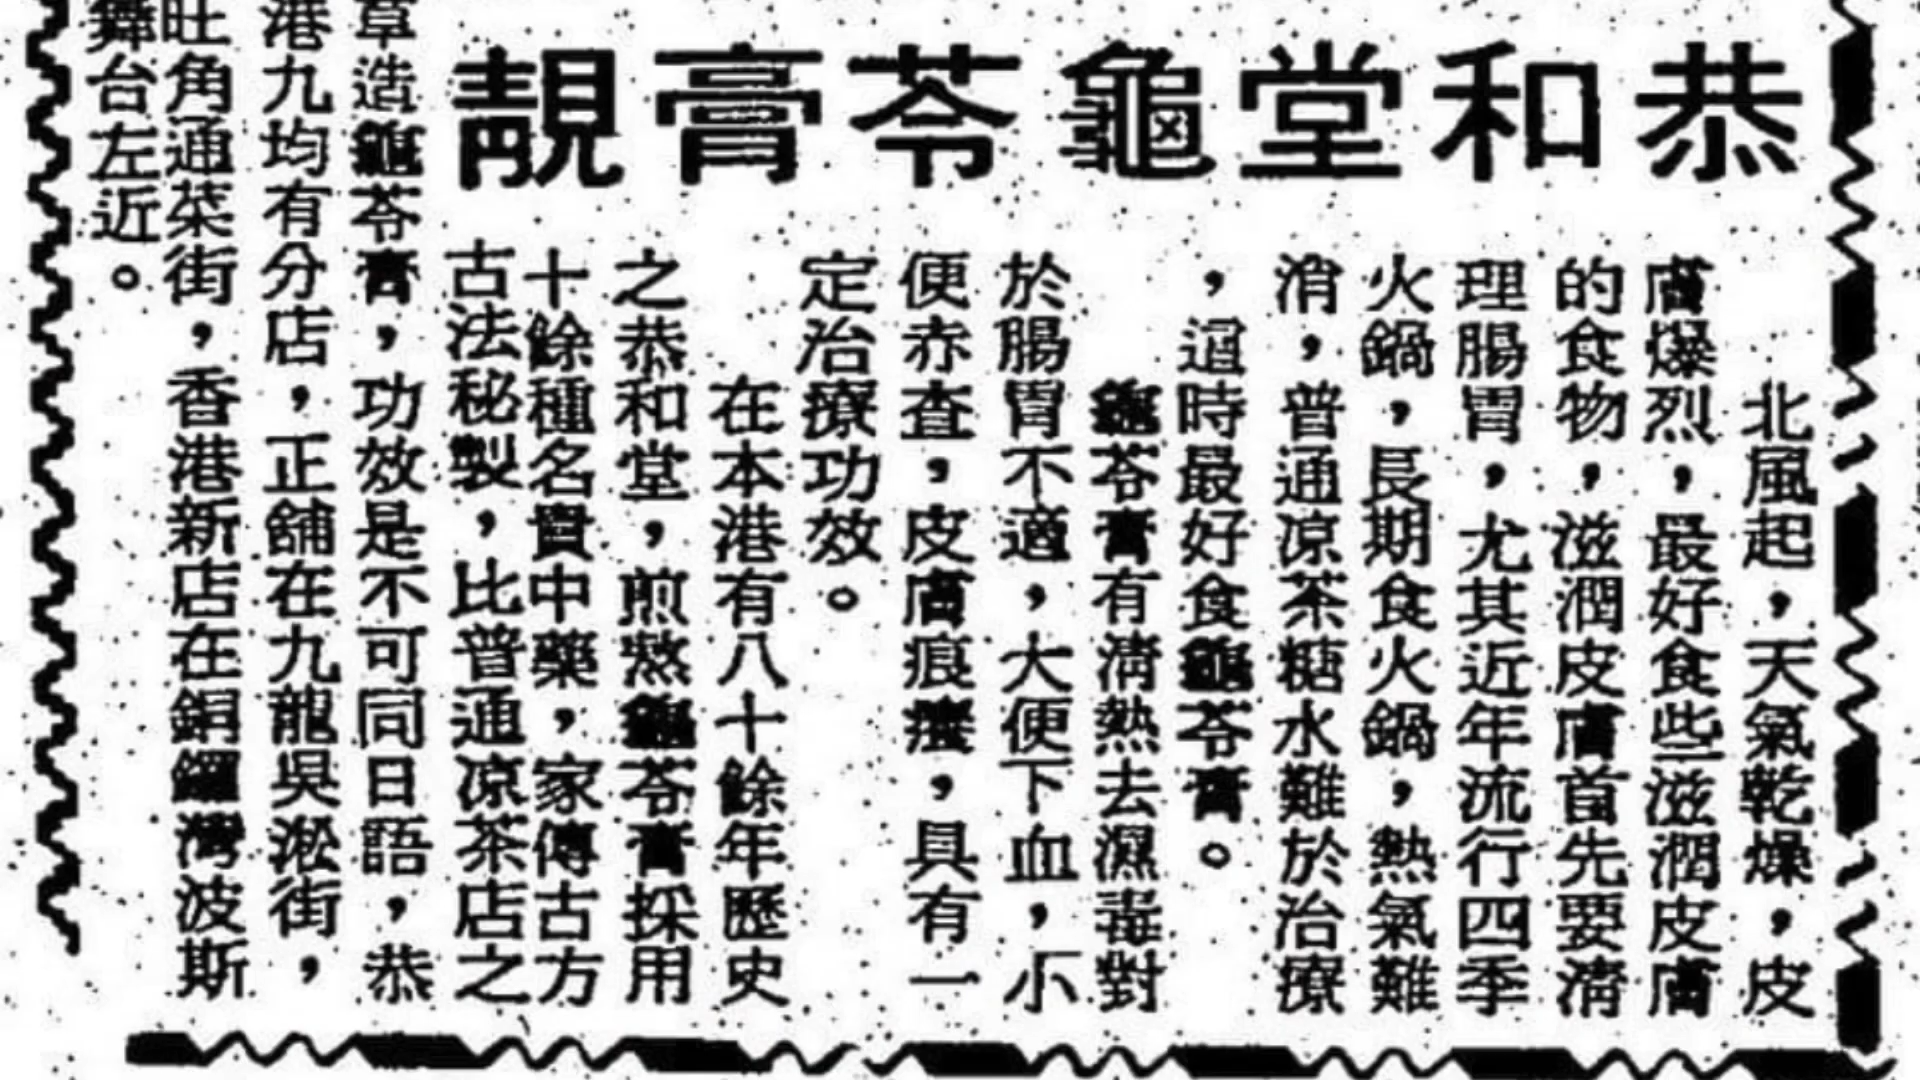 恭和堂龜苓膏靚
北風起，天氣乾燥，皮
膚爆烈，最好食些滋潤皮膚
的食物，滋潤皮膚首先要清
理腸胃，尤其近年流行四季
火鍋，長期食火鍋，熱氣難
消，普通凉茶糖水難於治療
，這時最好食龜苓膏。
龜苓膏有清熱去濕毒對
於腸胃不適，大便下血，小
便赤查，皮膚痕癢，具有一
定治療功效。
在本港有八十餘年歷史
之恭和堂，煎熬龜苓膏採用
十餘種名貴中藥，家傳古方
古法秘製，比普通凉茶店之
草造龜苓膏，功效是不可同日語，恭
港九均有分店，正舖在九龍吳淞街，
旺角通菜街，香港新店在銅鑼灣波斯
舞台左近。